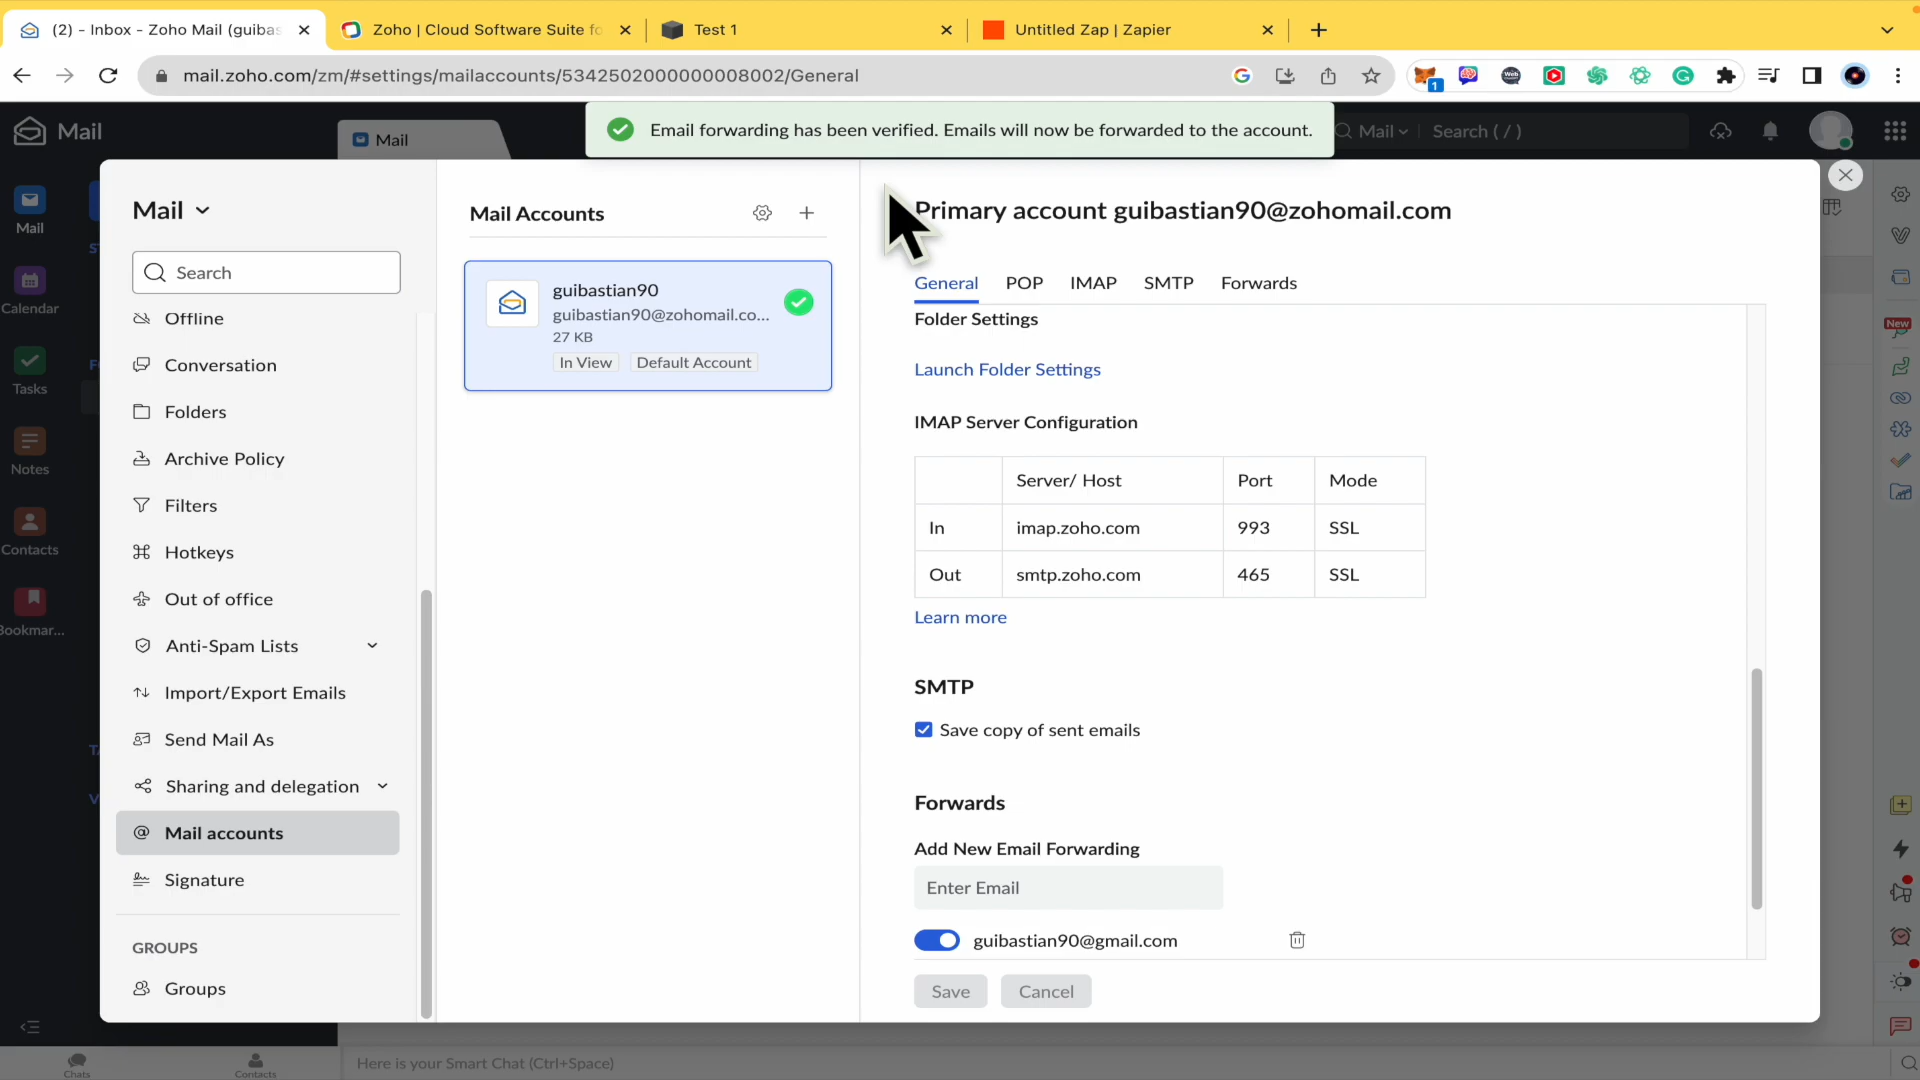 (2) - Inbox - Zoho Mail (guibas
Zoho | Cloud Software Suite fo
Test 1
Untitled Zap | Zapier
mail.zoho.com/zm/#settings/mailaccounts/5342502000000008002/General
1
Mail
Mail
Email forwarding has been verified. Emails will now be forwarded to the account.
Mail
Search ( / )
Mail
Calendar
Tasks
Notes
Contacts
Bookmar...
Mail
Search
Offline
Conversation
Folders
Archive Policy
Filters
Hotkeys
Out of office
Anti-Spam Lists
Import/Export Emails
Send Mail As
Sharing and delegation
Mail accounts
Signature
GROUPS
Groups
Mail Accounts
guibastian90
guibastian90@zohomail.co...
27 KB
In View
Default Account
Primary account guibastian90@zohomail.com
General
POP
IMAP
SMTP
Forwards
Folder Settings
Launch Folder Settings
IMAP Server Configuration
Server/ Host Port Mode
In imap.zoho.com 993 SSL
Out smtp.zoho.com 465 SSL
Learn more
SMTP
Save copy of sent emails
Forwards
Add New Email Forwarding
Enter Email
guibastian90@gmail.com
Save
Cancel
New
Chats
Contacts
Here is your Smart Chat (Ctrl+Space)